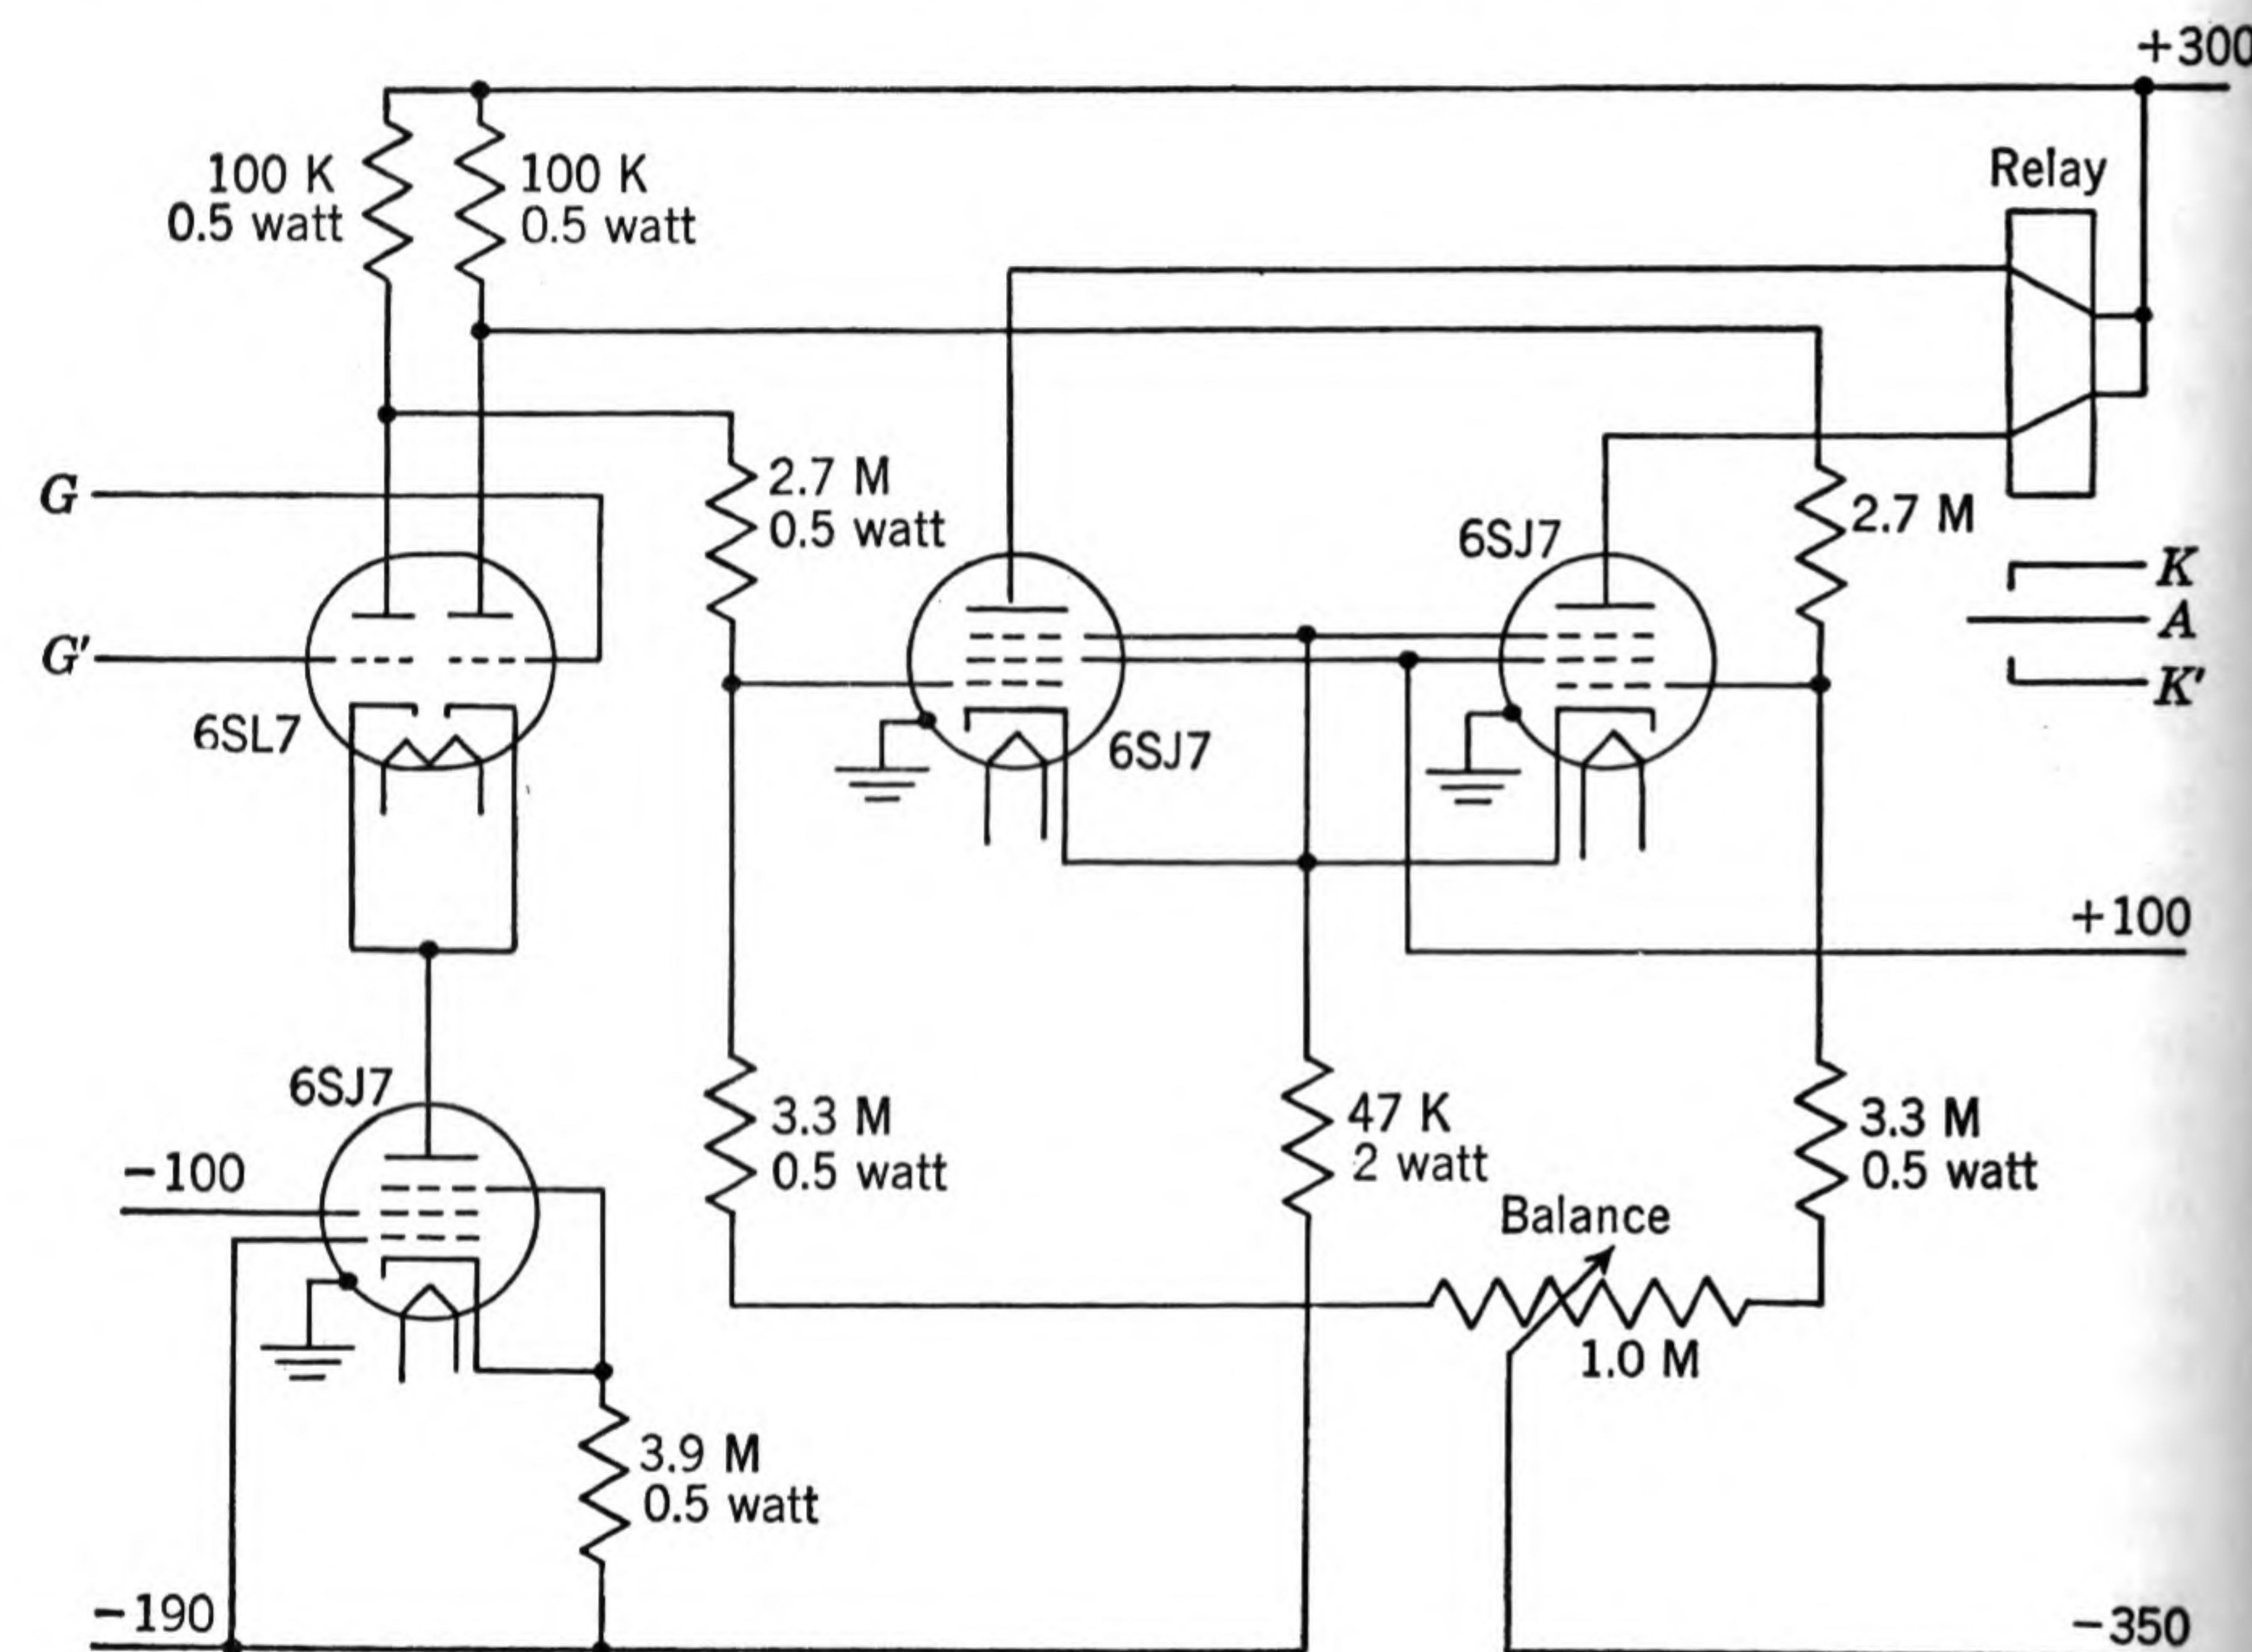 +300
Relay
100 K
0.5 watt
100 K
0.5 watt
G
2.7 M
0.5 watt
6SJ7
2.7 M
K
A
K'
G'
6SL7
6SJ7
+100
6SJ7
-100
3.3 M
0.5 watt
47 K
2 watt
3.3 M
0.5 watt
Balance
1.0 M
3.9 M
0.5 watt
-190
-350